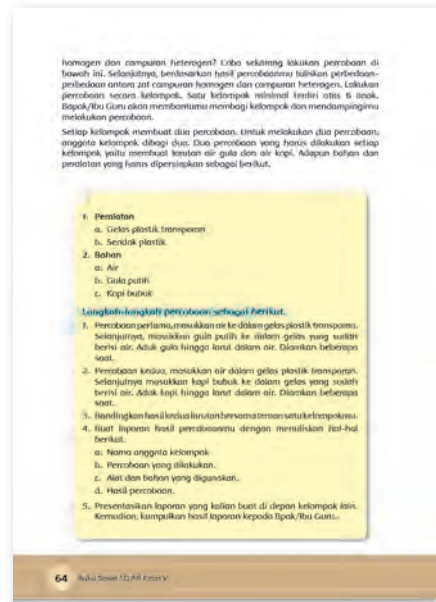 homogen dan campuran heterogen? Coba sekarang lakukan percobaan di
bawah ini. Selanjutnya, berdasarkan hasil percobaanmu tuliskan perbedaan-
perbedaan antara zat campuran homogen dan campuran heterogen. Lakukan
percobaan secara kelompok. Satu kelompok minimal terdiri atas 6 anak.
Bapak/Ibu Guru akan membantumu membagi kelompok dan mendampingimu
melakukan percobaan.
Setiap kelompok membuat dua percobaan. Untuk melakukan dua percobaan,
anggota kelompok dibagi dua. Dua percobaan yang harus dilakukan setiap
kelompok yaitu membuat larutan air gula dan air kopi. Adapun bahan dan
peralatan yang harus dipersiapkan sebagai berikut.
1. Peralatan
a. Gelas plastik transparan
b. Sendok plastik
2. Bahan
a. Air
b. Gula putih
c. Kopi bubuk
Langkah-langkah percobaan sebagai berikut.
1. Percobaan pertama, masukkan air ke dalam gelas plastik transparan.
Selanjutnya, masukkan gula putih ke dalam gelas yang sudah
berisi air. Aduk gula hingga larut dalam air. Diamkan beberapa
saat.
2. Percobaan kedua, masukkan air dalam gelas plastik transparan.
Selanjutnya masukkan kopi bubuk ke dalam gelas yang sudah
berisi air. Aduk kopi hingga larut dalam air. Diamkan beberapa
saat.
3. Bandingkan hasil kedua larutan bersama teman satu kelompokmu.
4. Buat laporan hasil percobaanmu dengan menuliskan hal-hal
berikut.
a. Nama anggota kelompok
b. Percobaan yang dilakukan.
c. Alat dan bahan yang digunakan.
d. Hasil percobaan.
5. Presentasikan laporan yang kalian buat di depan kelompok lain.
Kemudian, kumpulkan hasil laporan kepada Bpak/Ibu Guru.
64 Buku Siswa SD/MI Kelas V